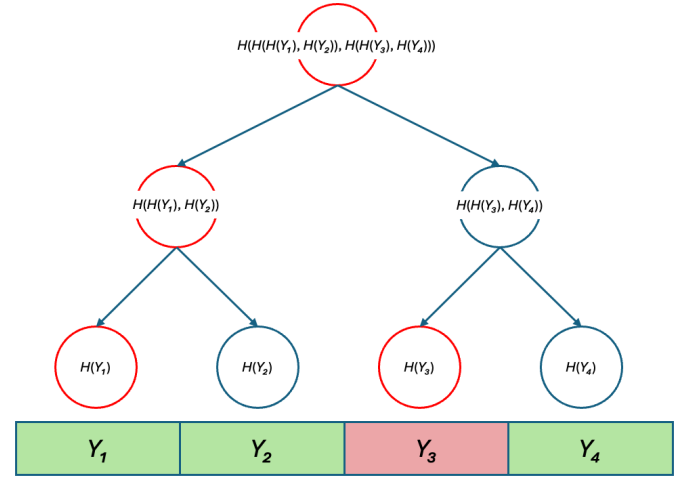 H(H(H(Y₁), H(Y₂)), H(H(Y₃), H(Y₄)))
H(H(Y₁), H(Y₂))
H(H(Y₃), H(Y₄))
H(Y₁)
H(Y₂)
H(Y₃)
H(Y₄)
Y₁
Y₂
Y₃
Y₄